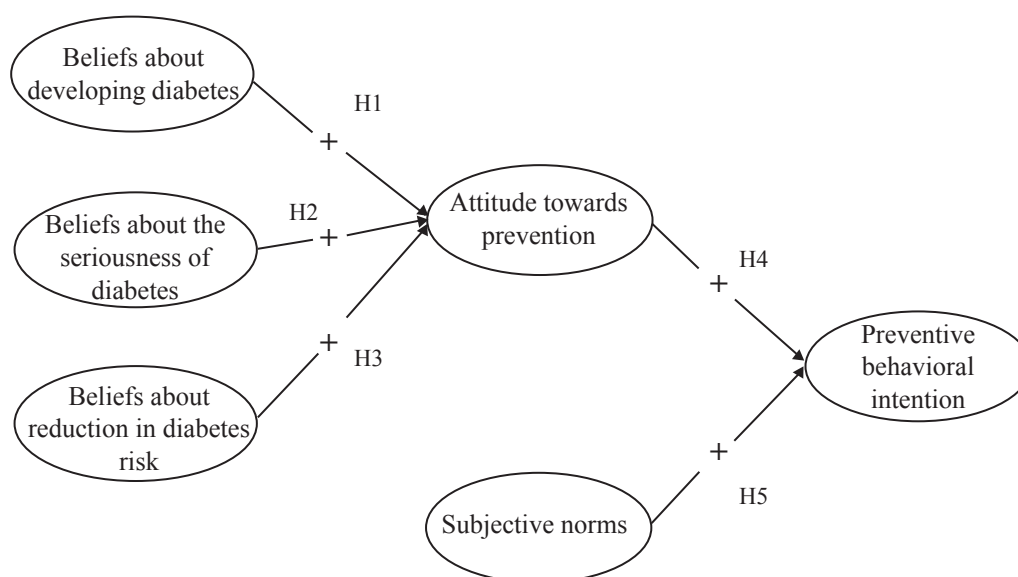 Beliefs about
developing diabetes
H1
+
Beliefs about the
seriousness of
diabetes
H2
+
Attitude towards
prevention
H4
+
Beliefs about
reduction in diabetes
risk
+
H3
Preventive
behavioral
intention
+
H5
Subjective norms